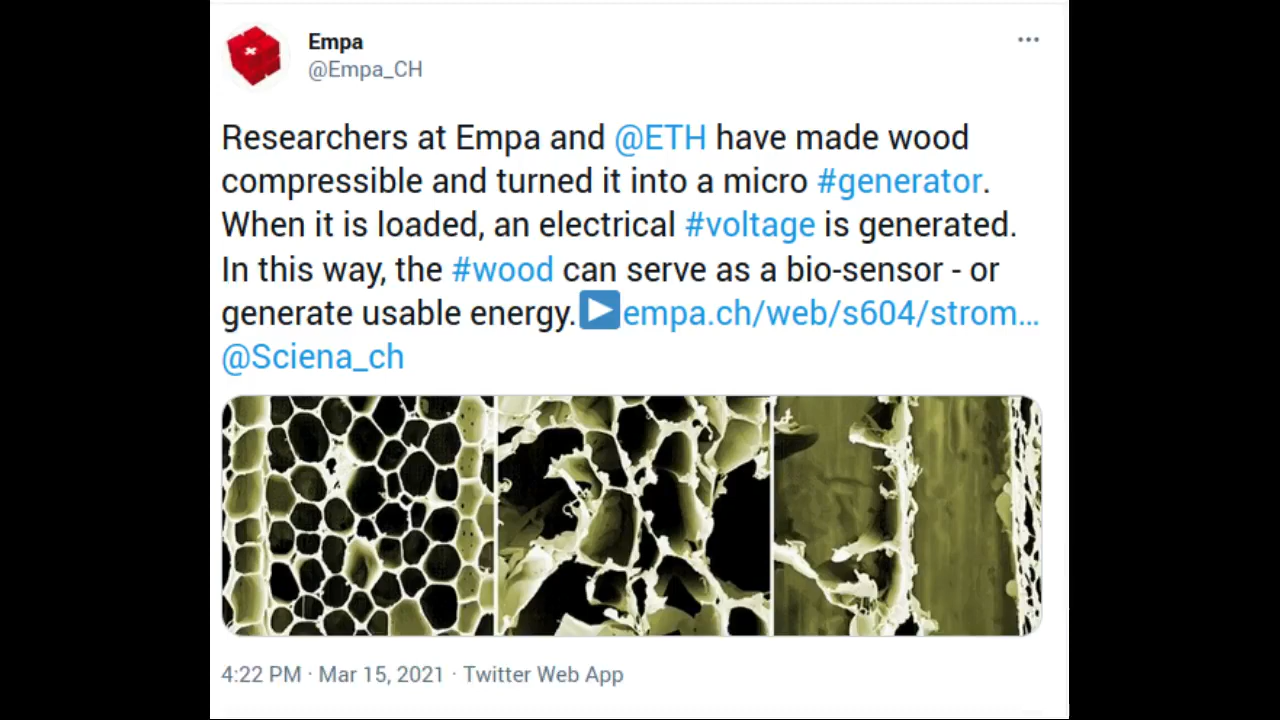 Empa
@Empa_CH
Researchers at Empa and @ETH have made wood
compressible and turned it into a micro #generator.
When it is loaded, an electrical #voltage is generated.
In this way, the #wood can serve as a bio-sensor - or
generate usable energy.▶empa.ch/web/s604/strom…
@Sciena_ch
4:22 PM · Mar 15, 2021 · Twitter Web App